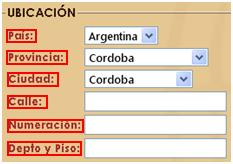 UBICACIÓN
País: Argentina
Provincia: Cordoba
Ciudad: Cordoba
Calle:
Numeración:
Depto y Piso: